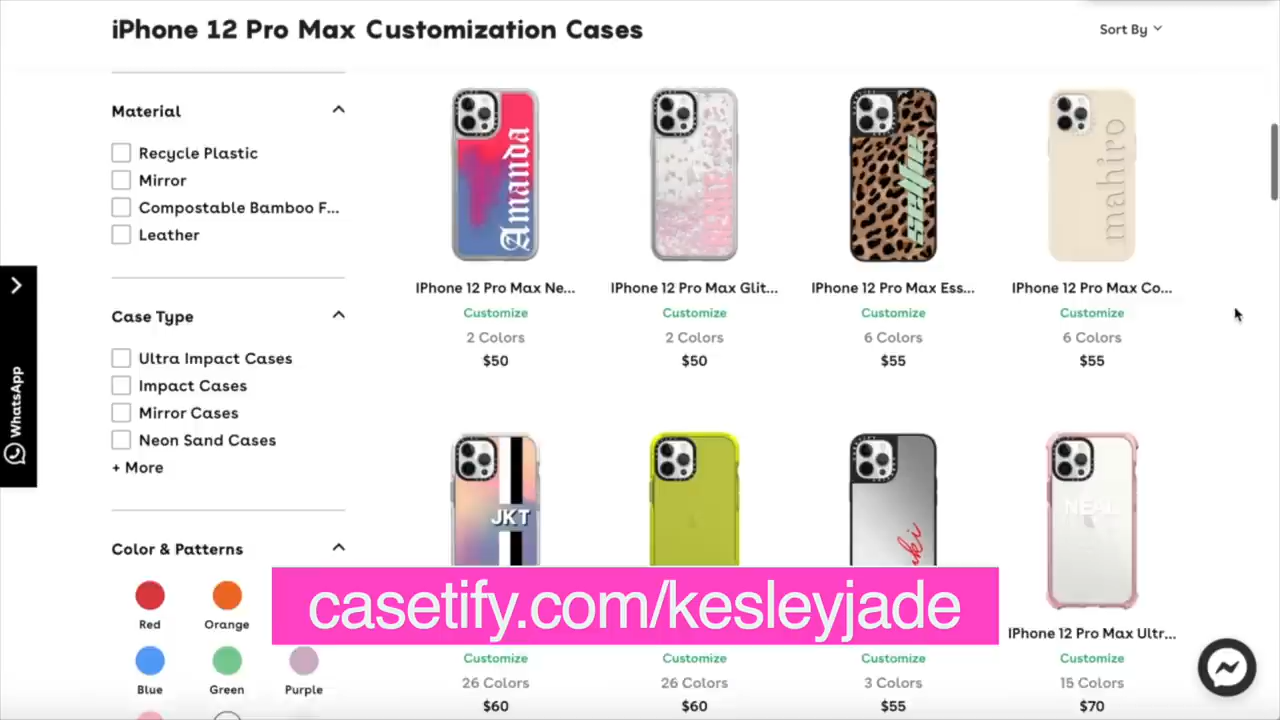 iPhone 12 Pro Max Customization Cases
Sort By
Material
Recycle Plastic
Mirror
Compostable Bamboo F...
Leather
Case Type
Ultra Impact Cases
Impact Cases
Mirror Cases
Neon Sand Cases
+ More
Color & Patterns
Red
Orange
Blue
Green
Purple
WhatsApp
Amanda
selfie
mahiro
IPhone 12 Pro Max Ne...
IPhone 12 Pro Max Glit...
IPhone 12 Pro Max Ess...
IPhone 12 Pro Max Co...
Customize
Customize
Customize
Customize
2 Colors
2 Colors
6 Colors
6 Colors
$50
$50
$55
$55
JKT
NEAL
casetify.com/kesleyjade
IPhone 12 Pro Max Ultr...
Customize
Customize
Customize
Customize
26 Colors
26 Colors
3 Colors
15 Colors
$60
$60
$55
$70